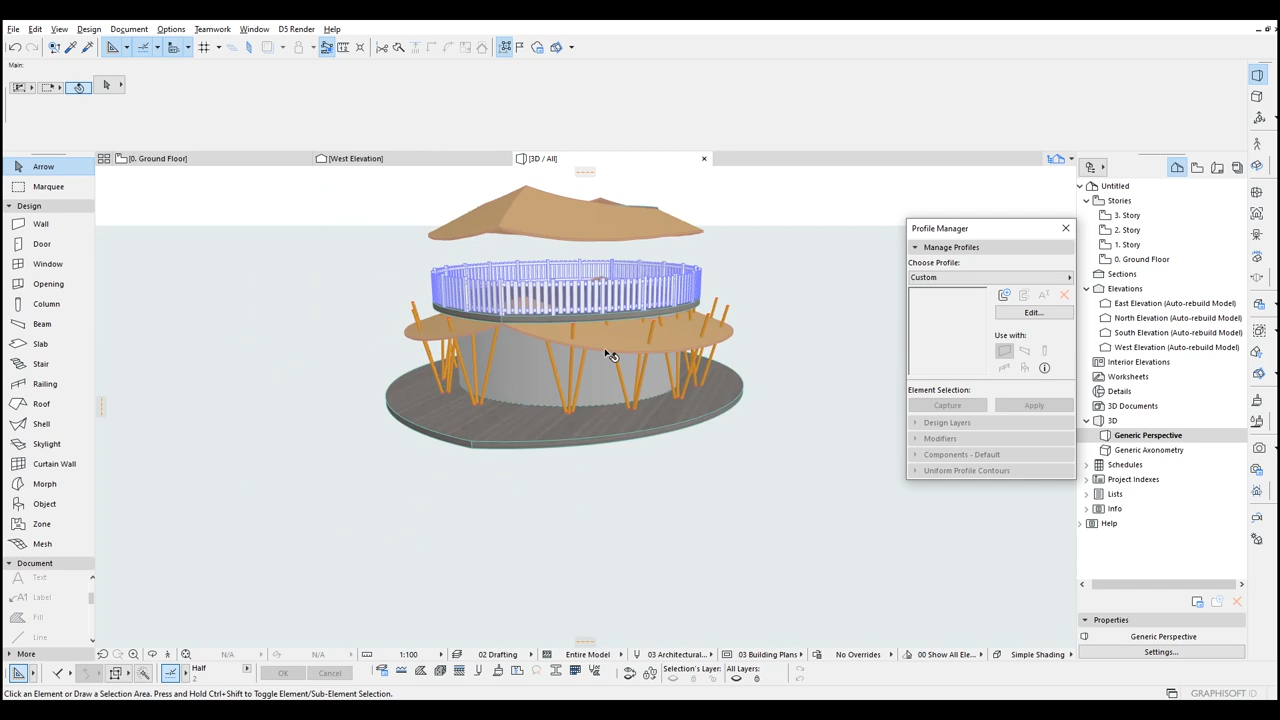 File Edit View Design Document Options Teamwork Window D5 Render Help
Main:
[0. Ground Floor]
[West Elevation]
[3D / All]
Arrow
Marquee
Design
Wall
Door
Window
Opening
Column
Beam
Slab
Stair
Railing
Roof
Shell
Skylight
Curtain Wall
Morph
Object
Zone
Mesh
Document
Text
Label
Fill
Line
More
Profile Manager
Manage Profiles
Choose Profile:
Custom
Edit...
Use with:
Element Selection:
Capture
Apply
Design Layers
Modifiers
Components - Default
Uniform Profile Contours
Untitled
Stories
3. Story
2. Story
1. Story
0. Ground Floor
Sections
Elevations
East Elevation (Auto-rebuild Model)
North Elevation (Auto-rebuild Model)
South Elevation (Auto-rebuild Model)
West Elevation (Auto-rebuild Model)
Interior Elevations
Worksheets
Details
3D Documents
3D
Generic Perspective
Generic Axonometry
Schedules
Project Indexes
Lists
Info
Help
Properties
Generic Perspective
Settings...
N/A N/A 1:100 02 Drafting Entire Model 03 Architectural... 03 Building Plans No Overrides 00 Show All Ele... Simple Shading
Half
2
OK
Cancel
Selection's Layer:
All Layers:
Click an Element or Draw a Selection Area. Press and Hold Ctrl+Shift to Toggle Element/Sub-Element Selection.
GRAPHISOFT ID